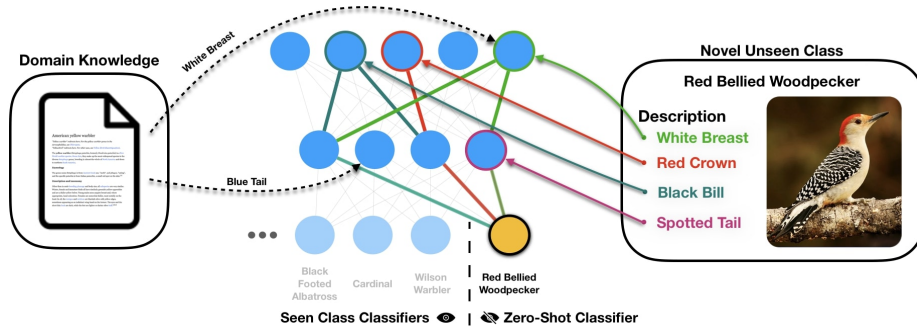 Domain Knowledge
American yellow warbler
White Breast
Blue Tail
Novel Unseen Class
Red Bellied Woodpecker
Description
White Breast
Red Crown
Black Bill
Spotted Tail
Black
Footed
Albatross
Cardinal
Wilson
Warbler
Red Bellied
Woodpecker
Seen Class Classifiers
Zero-Shot Classifier